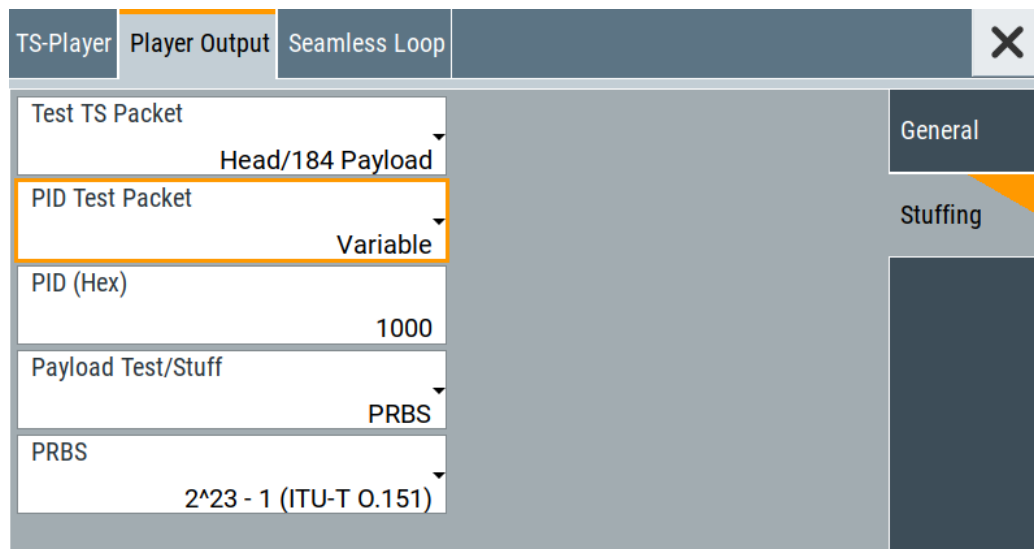 TS-Player Player Output Seamless Loop
Test TS Packet
Head/184 Payload
PID Test Packet
Variable
PID (Hex)
1000
Payload Test/Stuff
PRBS
PRBS
2^23 - 1 (ITU-T O.151)
General
Stuffing